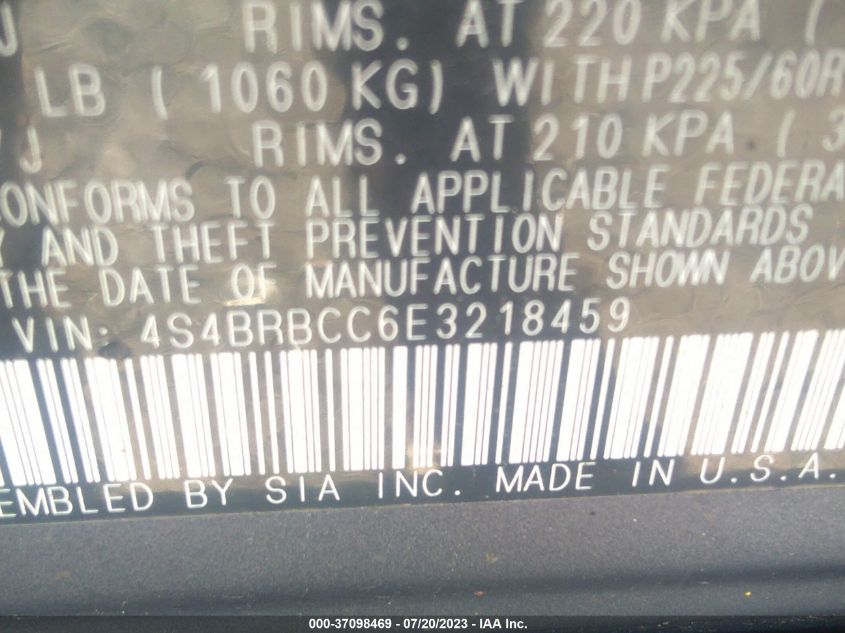 J RIMS. AT 220 KPA (
LB ( 1060 KG) WITH P225/60R
J RIMS. AT 210 KPA ( 3
CONFORMS TO ALL APPLICABLE FEDERA
Y AND THEFT PREVENTION STANDARDS
THE DATE OF MANUFACTURE SHOWN ABOV
VIN: 4S4BRBCC6E3218459
EMBLED BY SIA INC. MADE IN U.S.A.
000-37098469 / 07/20/2023 / IAA Inc.